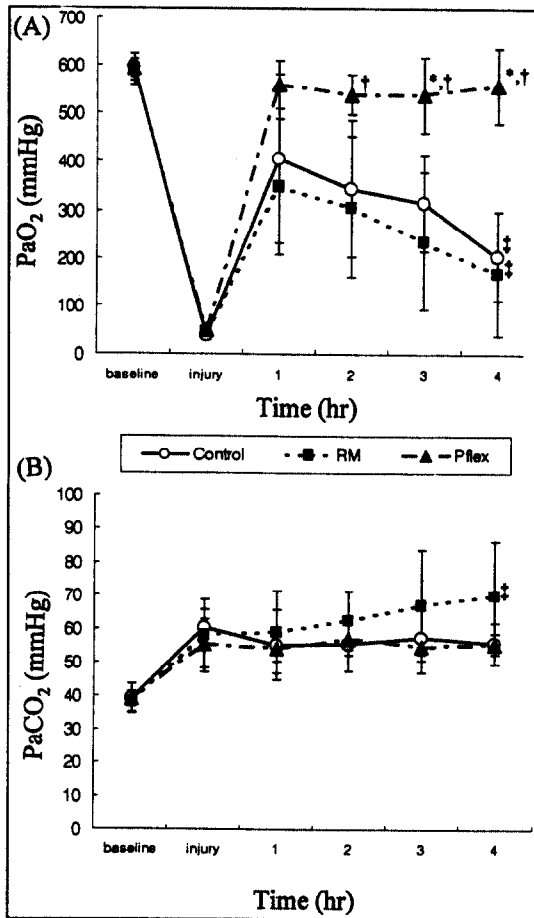 (A)
PaO2 (mmHg)
700
600
500
400
300
200
100
0
†
*,†
*,†
‡
‡
baseline injury 1 2 3 4
Time (hr)
(B)
Control RM Pflex
PaCO2 (mmHg)
100
90
80
70
60
50
40
30
20
10
0
‡
baseline injury 1 2 3 4
Time (hr)